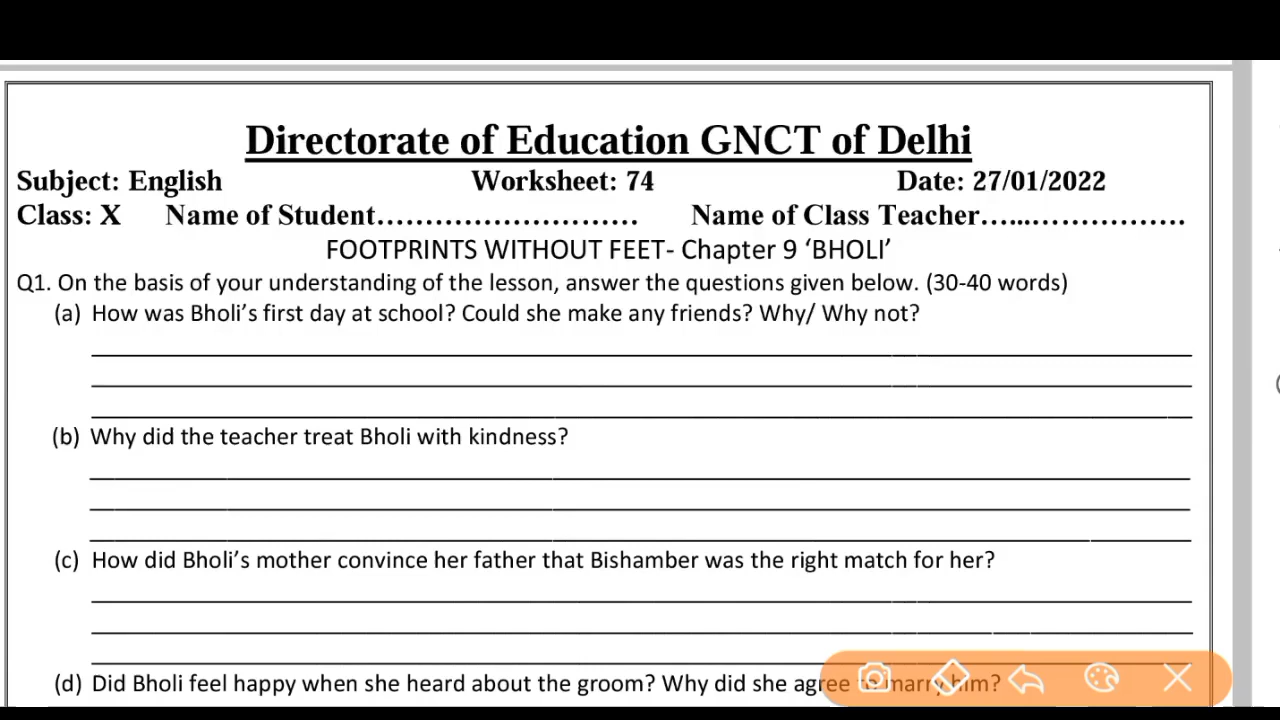 Directorate of Education GNCT of Delhi
Subject: English Worksheet: 74 Date: 27/01/2022
Class: X Name of Student……………………… Name of Class Teacher…...……………
FOOTPRINTS WITHOUT FEET- Chapter 9 ‘BHOLI’
Q1. On the basis of your understanding of the lesson, answer the questions given below. (30-40 words)
(a) How was Bholi’s first day at school? Could she make any friends? Why/ Why not?
(b) Why did the teacher treat Bholi with kindness?
(c) How did Bholi’s mother convince her father that Bishamber was the right match for her?
(d) Did Bholi feel happy when she heard about the groom? Why did she agree to marry him?